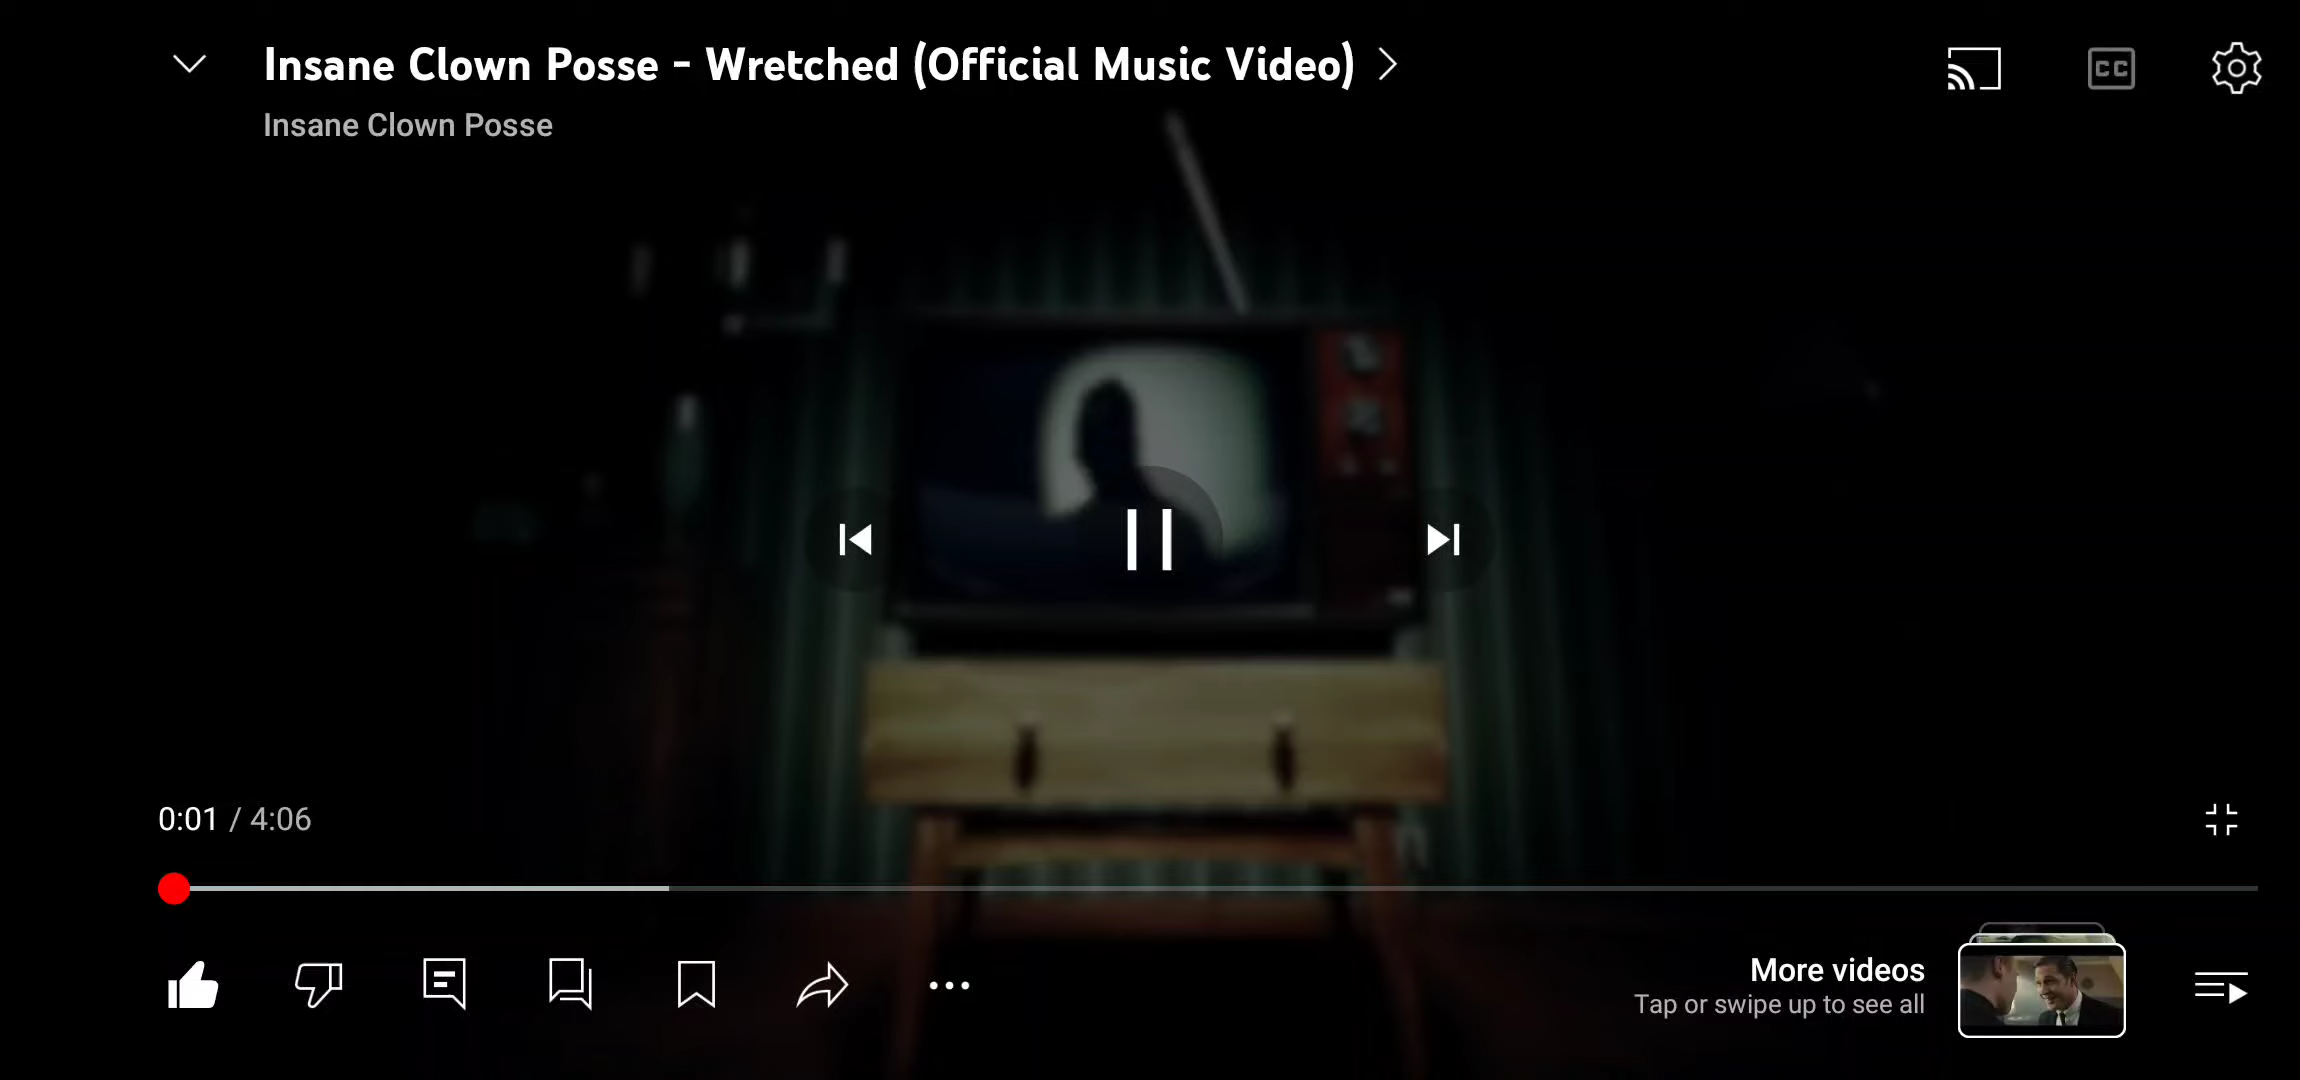 Insane Clown Posse - Wretched (Official Music Video)
Insane Clown Posse
CC
0:01 / 4:06
More videos
Tap or swipe up to see all